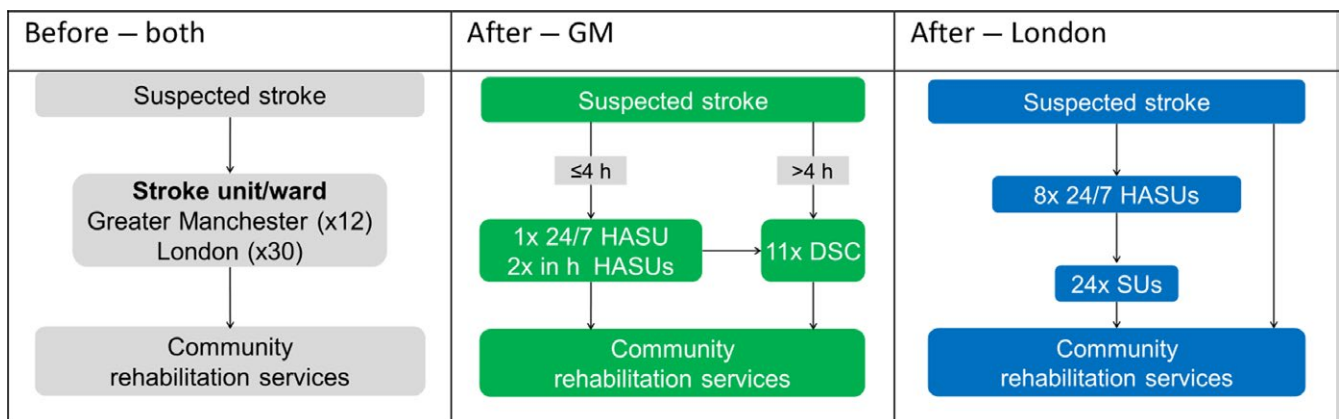 Before – both
Suspected stroke
Stroke unit/ward
Greater Manchester (x12)
London (x30)
Community
rehabilitation services
After – GM
Suspected stroke
≤4 h
>4 h
1x 24/7 HASU
2x in h  HASUs
11x DSC
Community
rehabilitation services
After – London
Suspected stroke
8x 24/7 HASUs
24x SUs
Community
rehabilitation services